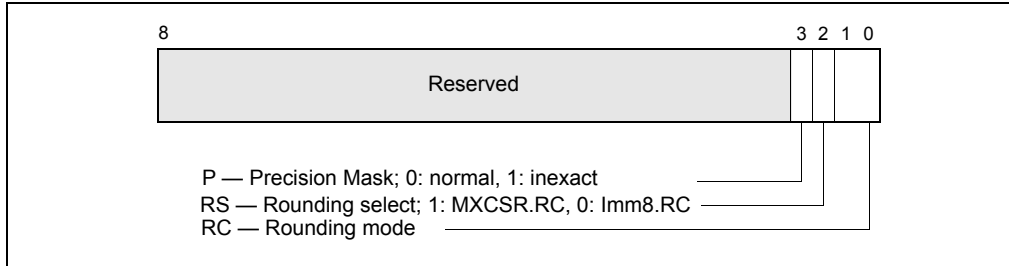 8 3 2 1 0
Reserved
P — Precision Mask; 0: normal, 1: inexact
RS — Rounding select; 1: MXCSR.RC, 0: Imm8.RC
RC — Rounding mode